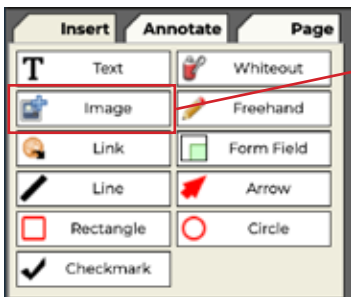 Insert Annotate Page
T Text Whiteout
Image Freehand
Link Form Field
Line Arrow
Rectangle Circle
Checkmark